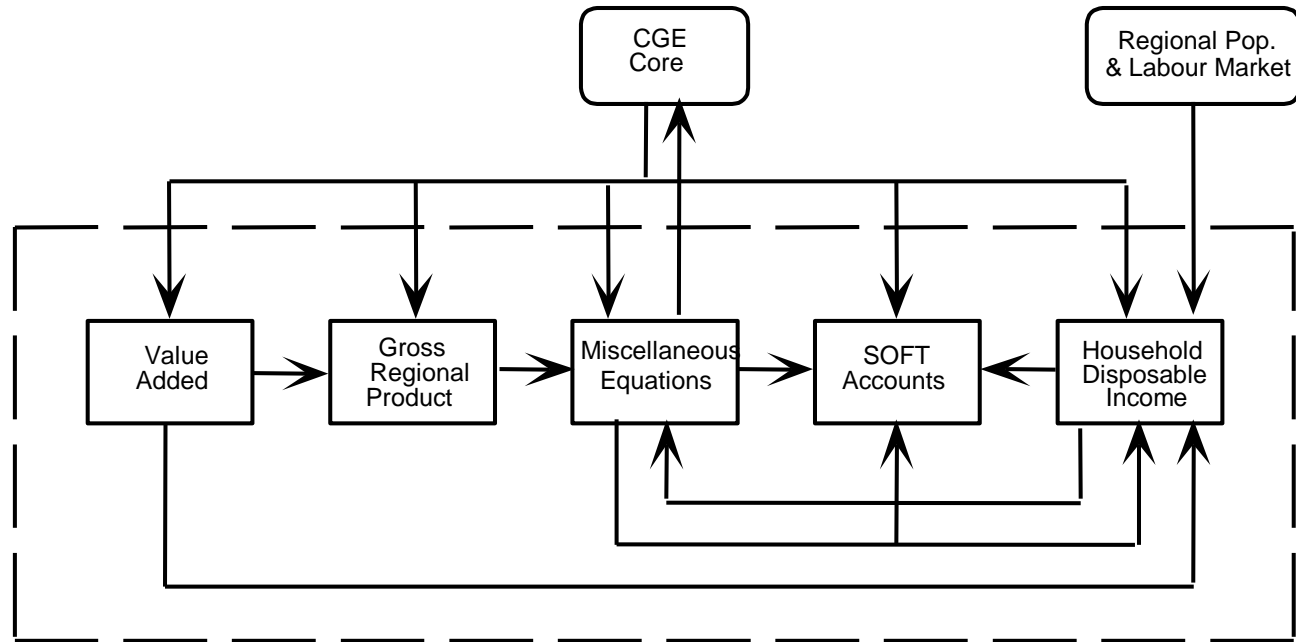 CGE
Core
Regional Pop.
& Labour Market
Value
Added
Gross
Regional
Product
Miscellaneous
Equations
SOFT
Accounts
Household
Disposable
Income